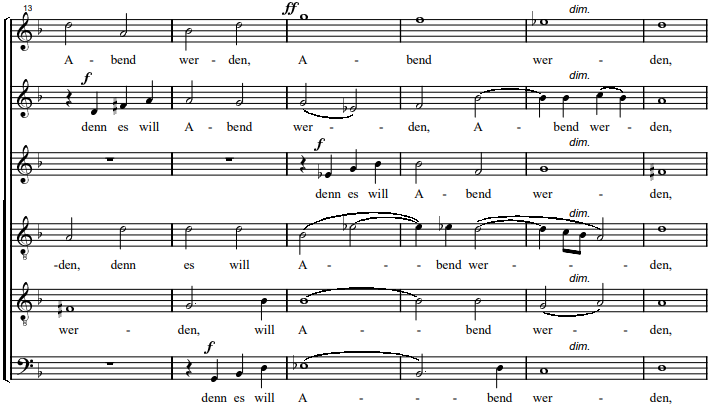 13
ff
dim.
A - bend wer - den, A - bend wer - den,
f
dim.
denn es will A - bend wer - - den, A - bend wer - den,
f
dim.
denn es will A - bend wer - den,
dim.
-den, denn es will A - - bend wer - - - den,
dim.
wer - den, will A - - bend wer - - den,
f
dim.
denn es will A - - bend wer - den,